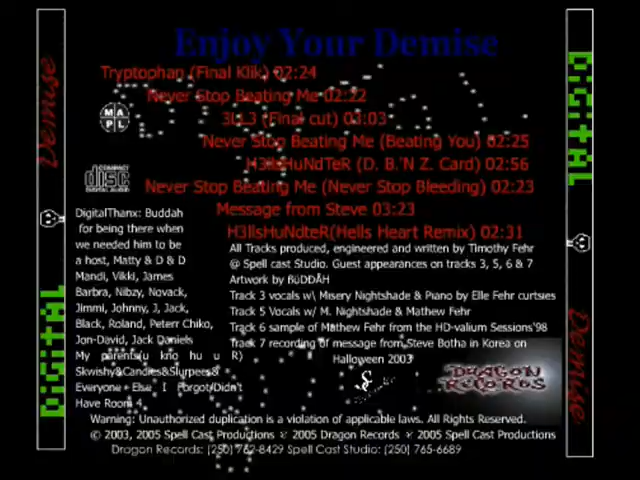 Enjoy Your Demise
Tryptophan (Final Klik) 02:24
Never Stop Beating Me 02:22
3LL3 (Final cut) 03:03
Never Stop Beating Me (Beating You) 02:25
H3llsHuNdTeR (D. B.'N Z. Card) 02:56
Never Stop Beating Me (Never Stop Bleeding) 02:23
Message from Steve 03:23
H3llsHuNdteR(Hells Heart Remix) 02:31
MAPL
COMPACT
disc
DIGITAL AUDIO
DigitalThanx: Buddah
for being there when
we needed him to be
a host, Matty & D & D
Mandi, Vikki, James
Barbra, Nibzy, Novack,
Jimmi, Johnny, J, Jack,
Black, Roland, Peterr Chiko,
Jon-David, Jack Daniels
My parents(u kno hu u R)
Skwishy&Candies&Slurpees&
Everyone Else I Forgot/Didn't
Have Room 4
All Tracks produced, engineered and written by Timothy Fehr
@ Spell cast Studio. Guest appearances on tracks 3, 5, 6 & 7
Artwork by BüDDÅH
Track 3 vocals w\ Misery Nightshade & Piano by Elle Fehr curtsies
Track 5 Vocals w/ M. Nightshade & Mathew Fehr
Track 6 sample of Mathew Fehr from the HD-valium Sessions'98
Track 7 recording of message from Steve Botha in Korea on
Halloween 2003
DRAGON
RECORDS
Warning: Unauthorized duplication is a violation of applicable laws. All Rights Reserved.
© 2003, 2005 Spell Cast Productions & 2005 Dragon Records & 2005 Spell Cast Productions
Dragon Records: (250) 762-8429 Spell Cast Studio: (250) 765-6689
Demise
DiGiTAL
DiGiTAL
Demise